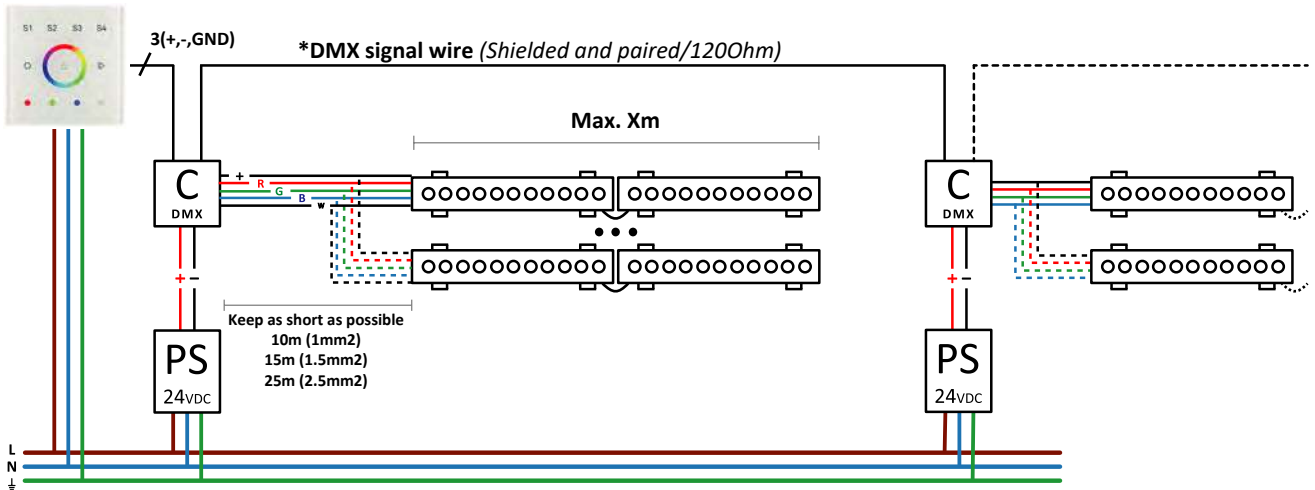 S1 S2 S3 S4
3(+,-,GND)
*DMX signal wire (Shielded and paired/120Ohm)
Max. Xm
C
DMX
+
R
G
B
W
C
DMX
+ –
+ –
Keep as short as possible
10m (1mm2)
15m (1.5mm2)
25m (2.5mm2)
PS
24VDC
PS
24VDC
L
N